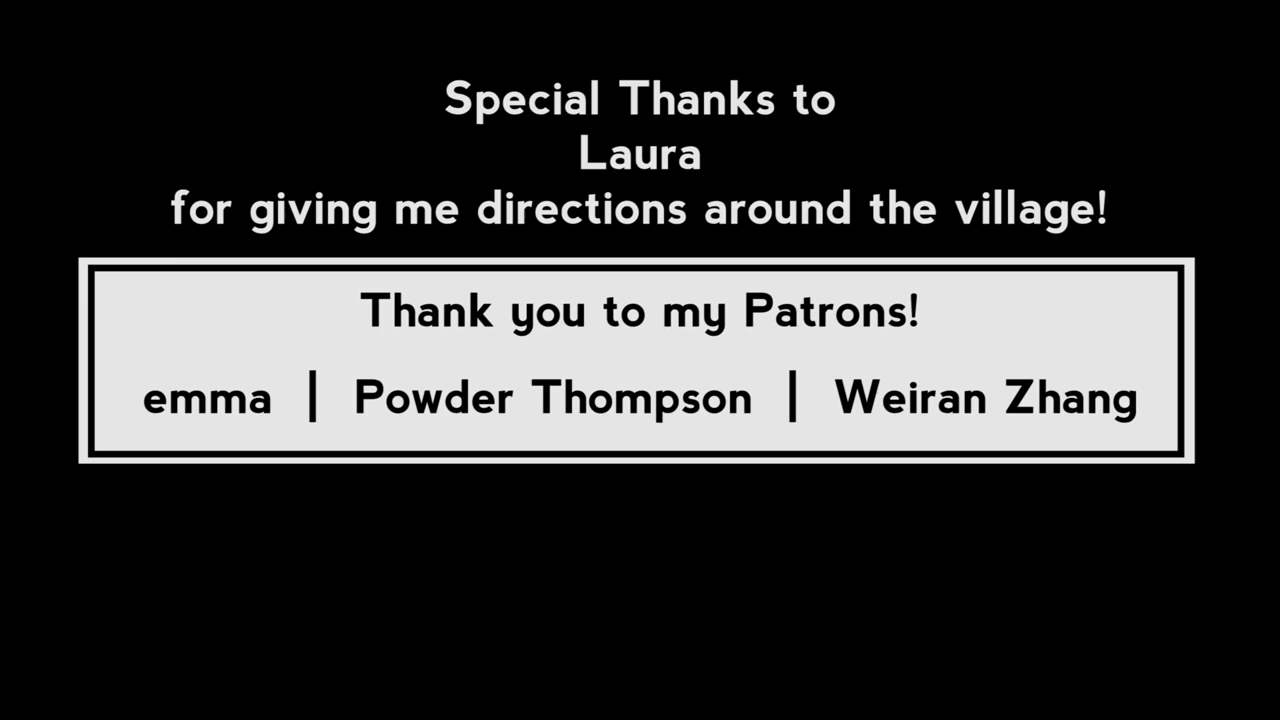 Special Thanks to
Laura
for giving me directions around the village!
Thank you to my Patrons!
emma | Powder Thompson | Weiran Zhang